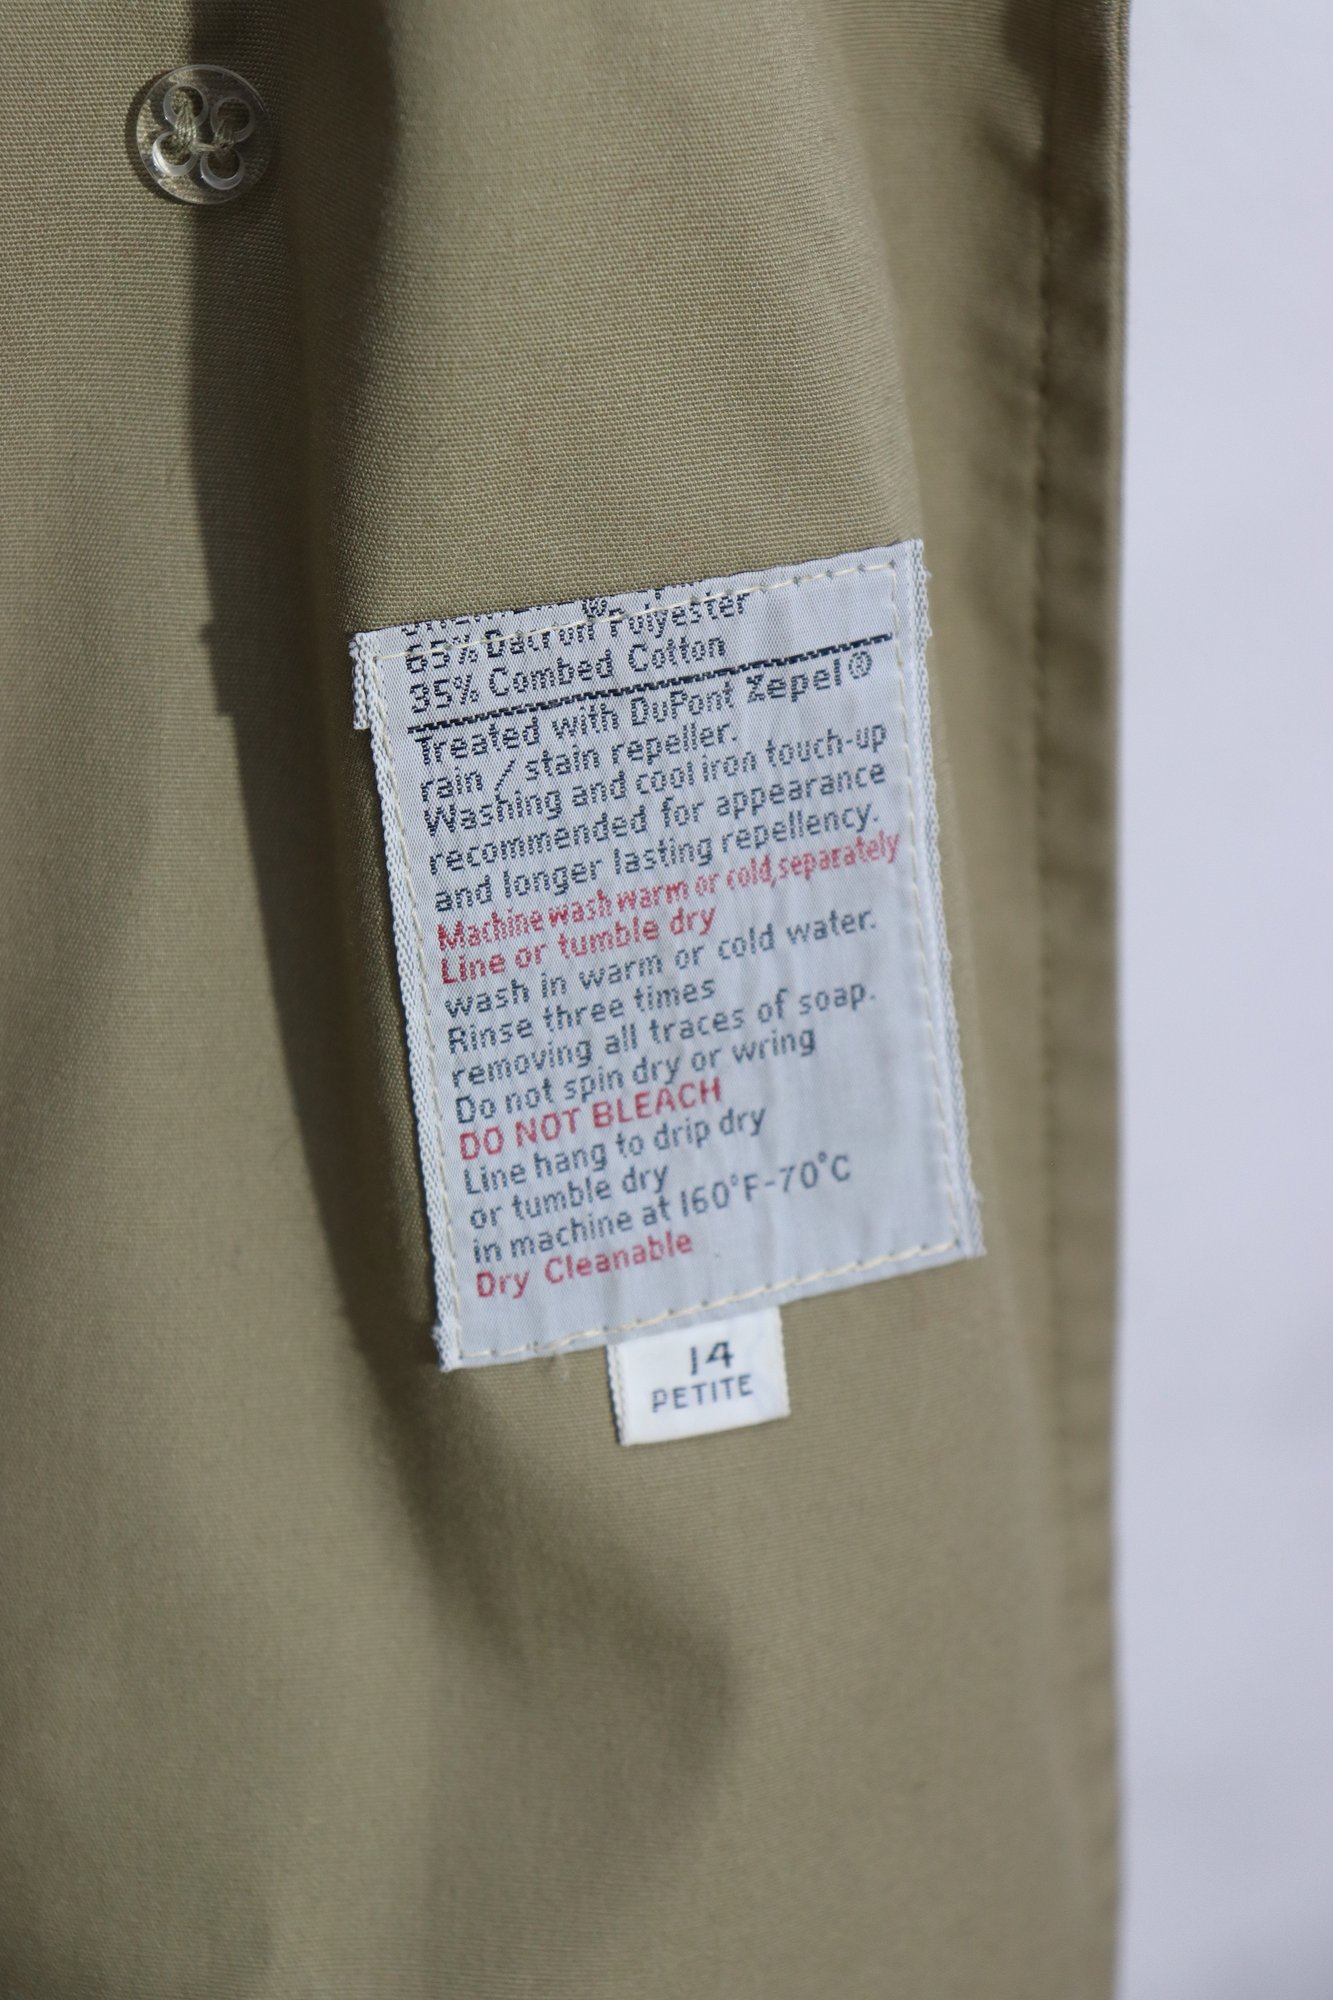 65% Dacron® Polyester
35% Combed Cotton
Treated with DuPont Zepel®
rain / stain repeller.
Washing and cool iron touch-up
recommended for appearance
and longer lasting repellency.
Machine wash warm or cold, separately
Line or tumble dry
wash in warm or cold water.
Rinse three times
removing all traces of soap.
Do not spin dry or wring
DO NOT BLEACH
Line hang to drip dry
or tumble dry
in machine at 160°F-70°C
Dry Cleanable
14
PETITE